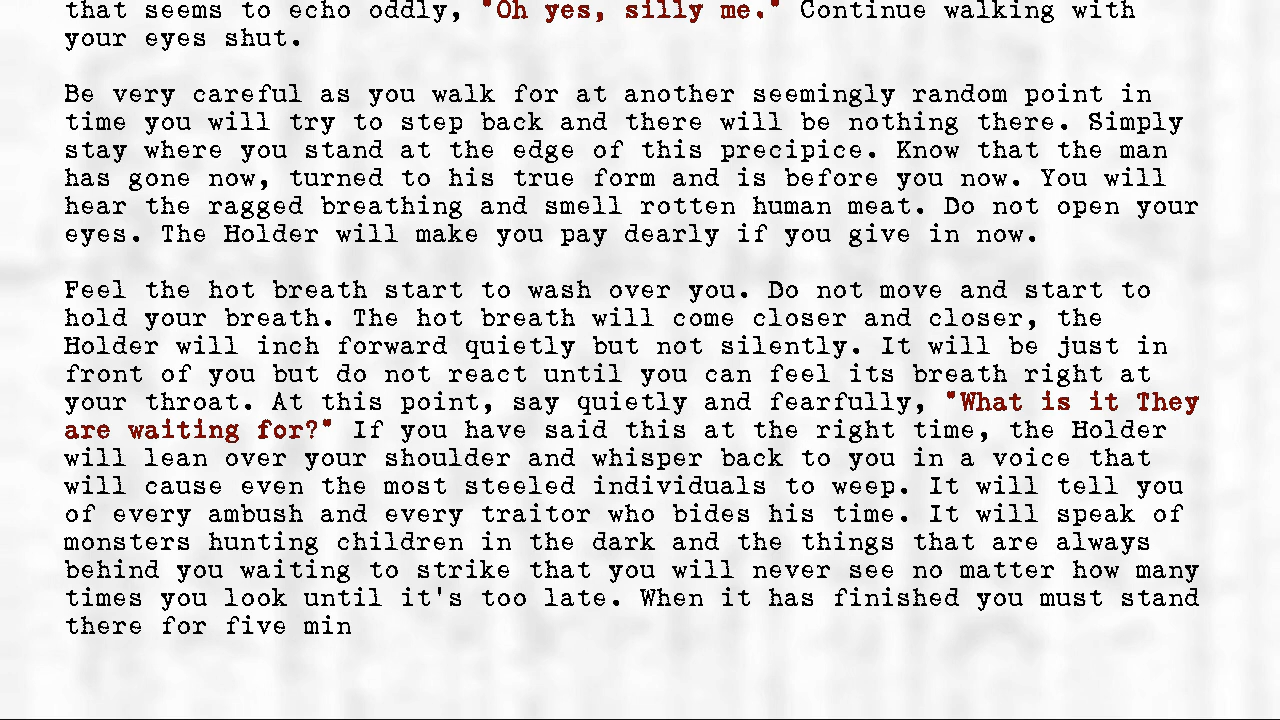 that seems to echo oddly, "Oh yes, silly me." Continue walking with
your eyes shut.
Be very careful as you walk for at another seemingly random point in
time you will try to step back and there will be nothing there. Simply
stay where you stand at the edge of this precipice. Know that the man
has gone now, turned to his true form and is before you now. You will
hear the ragged breathing and smell rotten human meat. Do not open your
eyes. The Holder will make you pay dearly if you give in now.
Feel the hot breath start to wash over you. Do not move and start to
hold your breath. The hot breath will come closer and closer, the
Holder will inch forward quietly but not silently. It will be just in
front of you but do not react until you can feel its breath right at
your throat. At this point, say quietly and fearfully, "What is it They
are waiting for?" If you have said this at the right time, the Holder
will lean over your shoulder and whisper back to you in a voice that
will cause even the most steeled individuals to weep. It will tell you
of every ambush and every traitor who bides his time. It will speak of
monsters hunting children in the dark and the things that are always
behind you waiting to strike that you will never see no matter how many
times you look until it's too late. When it has finished you must stand
there for five min